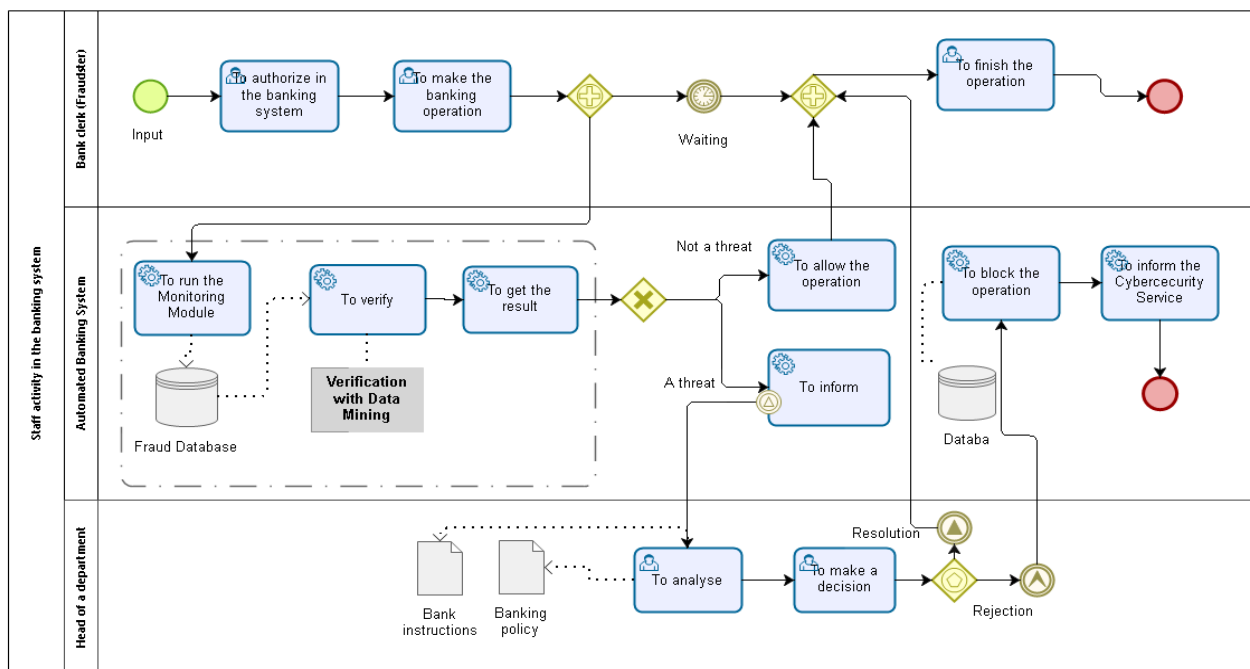 Staff activity in the banking system
Bank clerk (Fraudster)
Input
To authorize in
the banking
system
To make the
banking
operation
Waiting
To finish the
operation
Automated Banking System
To run the
Monitoring
Module
Fraud Database
To verify
Verification
with Data
Mining
To get the
result
Not a threat
To allow the
operation
A threat
To inform
To block the
operation
Databa
To inform the
Cybercecurity
Service
Head of a department
Bank
instructions
Banking
policy
To analyse
To make a
decision
Resolution
Rejection